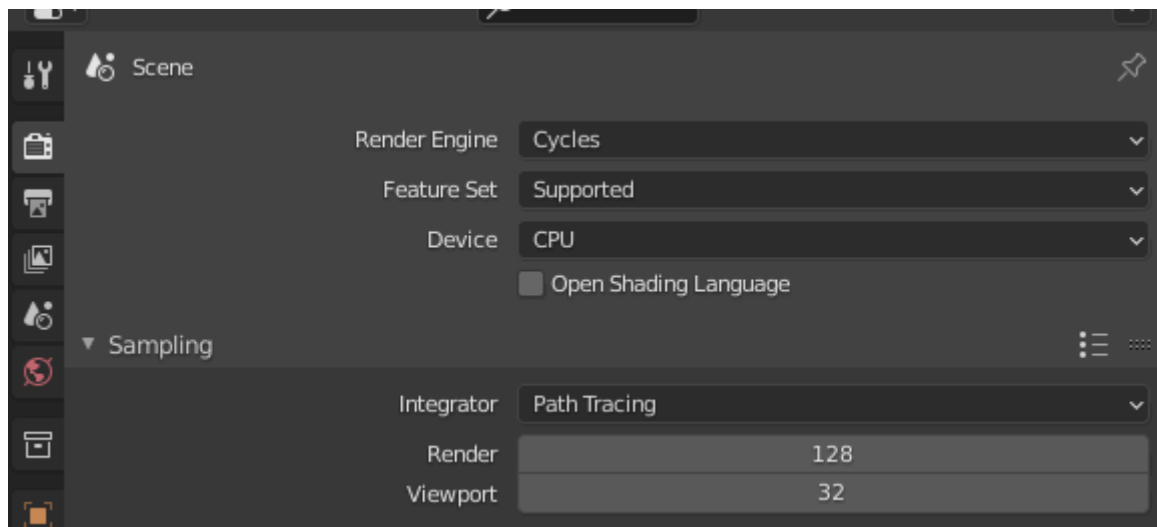 Scene
Render Engine Cycles
Feature Set Supported
Device CPU
Open Shading Language
Sampling
Integrator Path Tracing
Render 128
Viewport 32